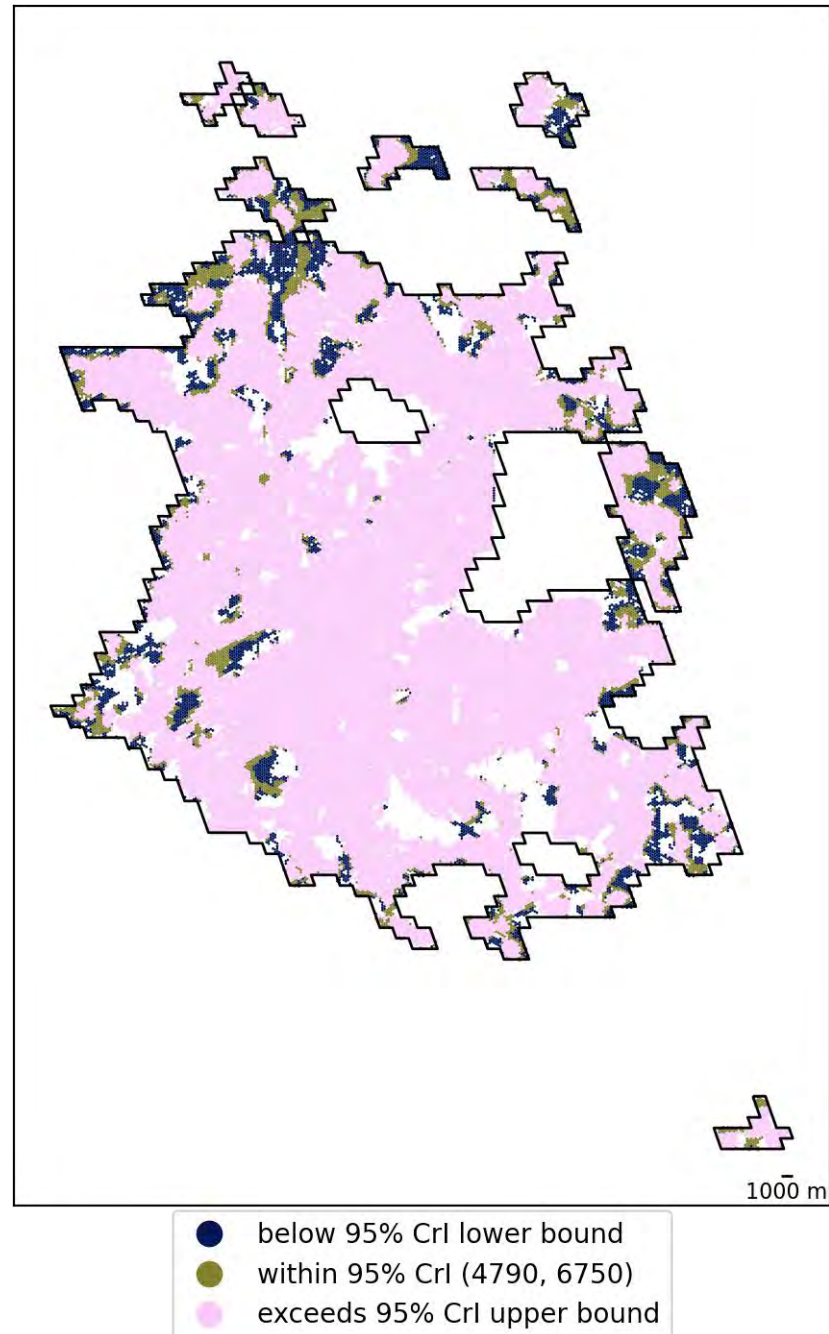 1000 m
below 95% CrI lower bound
within 95% CrI (4790, 6750)
exceeds 95% CrI upper bound